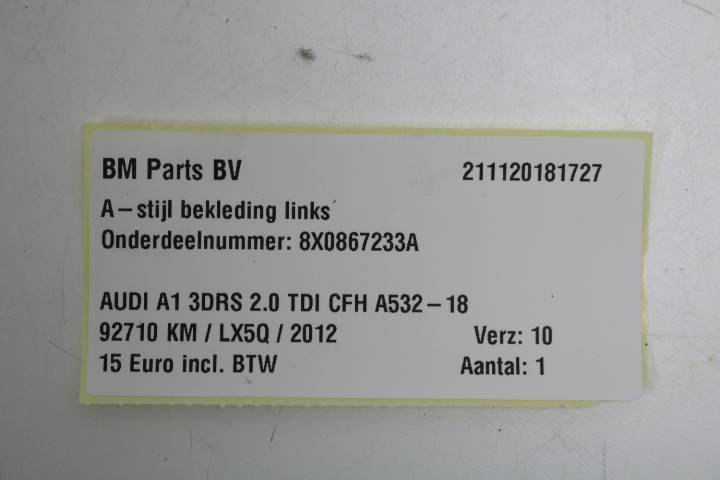 BM Parts BV 211120181727
A-stijl bekleding links
Onderdeelnummer: 8X0867233A
AUDI A1 3DRS 2.0 TDI CFH A532-18
92710 KM / LX5Q / 2012 Verz: 10
15 Euro incl. BTW Aantal: 1